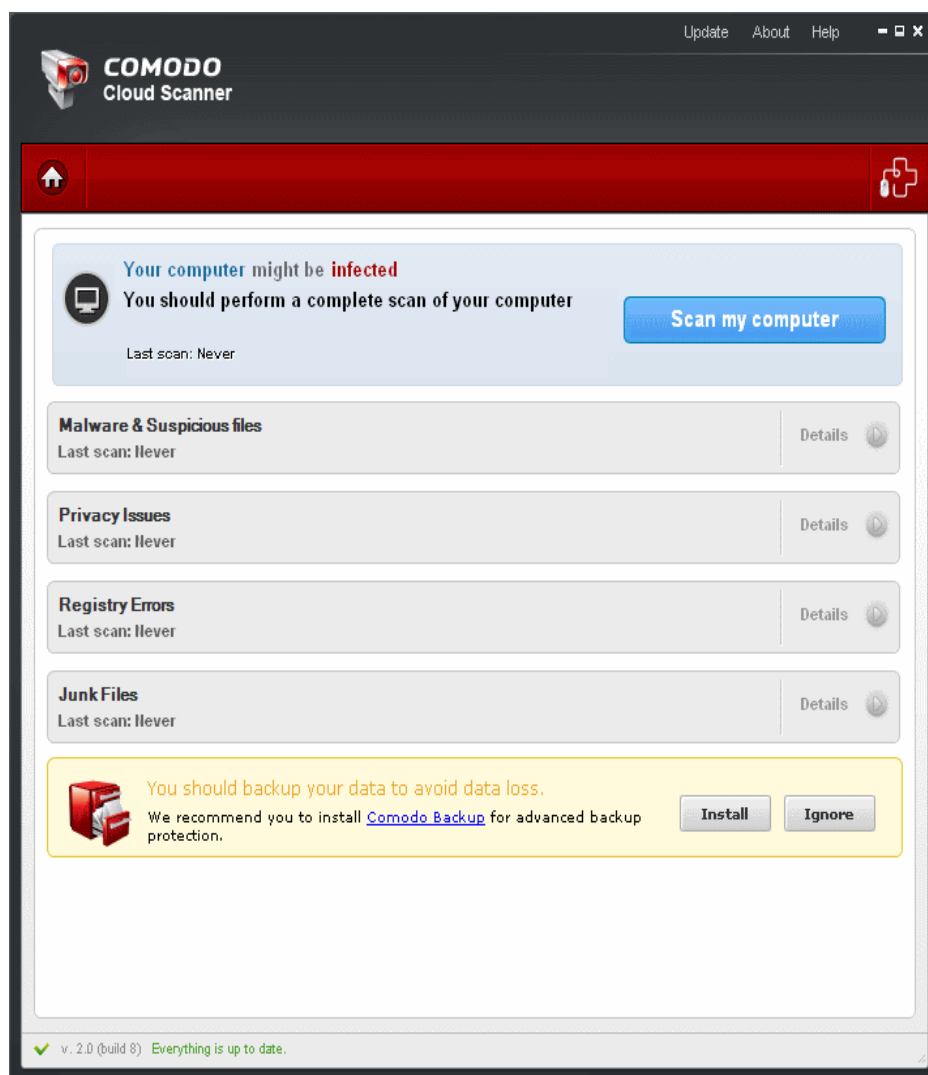 Update About Help
COMODO
Cloud Scanner
Your computer might be infected
You should perform a complete scan of your computer
Scan my computer
Last scan: Never
Malware & Suspicious files
Last scan: Never
Details
Privacy Issues
Last scan: Never
Details
Registry Errors
Last scan: Never
Details
Junk Files
Last scan: Never
Details
You should backup your data to avoid data loss.
We recommend you to install Comodo Backup for advanced backup
protection.
Install
Ignore
v. 2.0 (build 8) Everything is up to date.